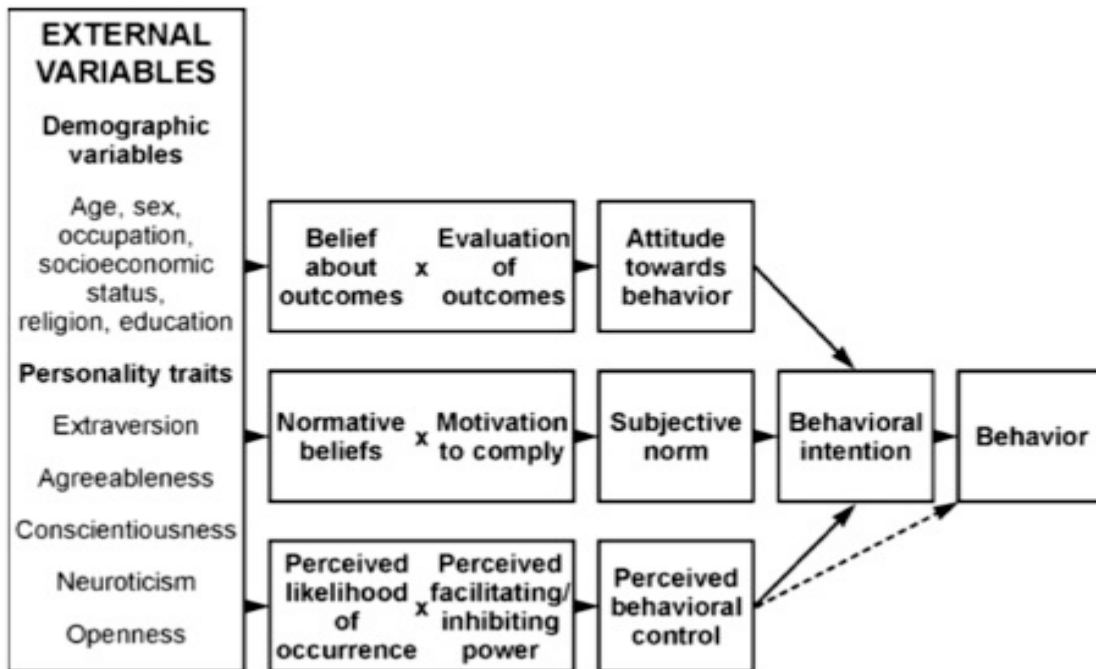 EXTERNAL
VARIABLES
Demographic
variables
Age, sex,
occupation,
socioeconomic
status,
religion, education
Personality traits
Extraversion
Agreeableness
Conscientiousness
Neuroticism
Openness
Belief
about
outcomes
x
Evaluation
of
outcomes
Attitude
towards
behavior
Normative
beliefs
x
Motivation
to comply
Subjective
norm
Behavioral
intention
Behavior
Perceived
likelihood
of
occurrence
x
Perceived
facilitating/
inhibiting
power
Perceived
behavioral
control